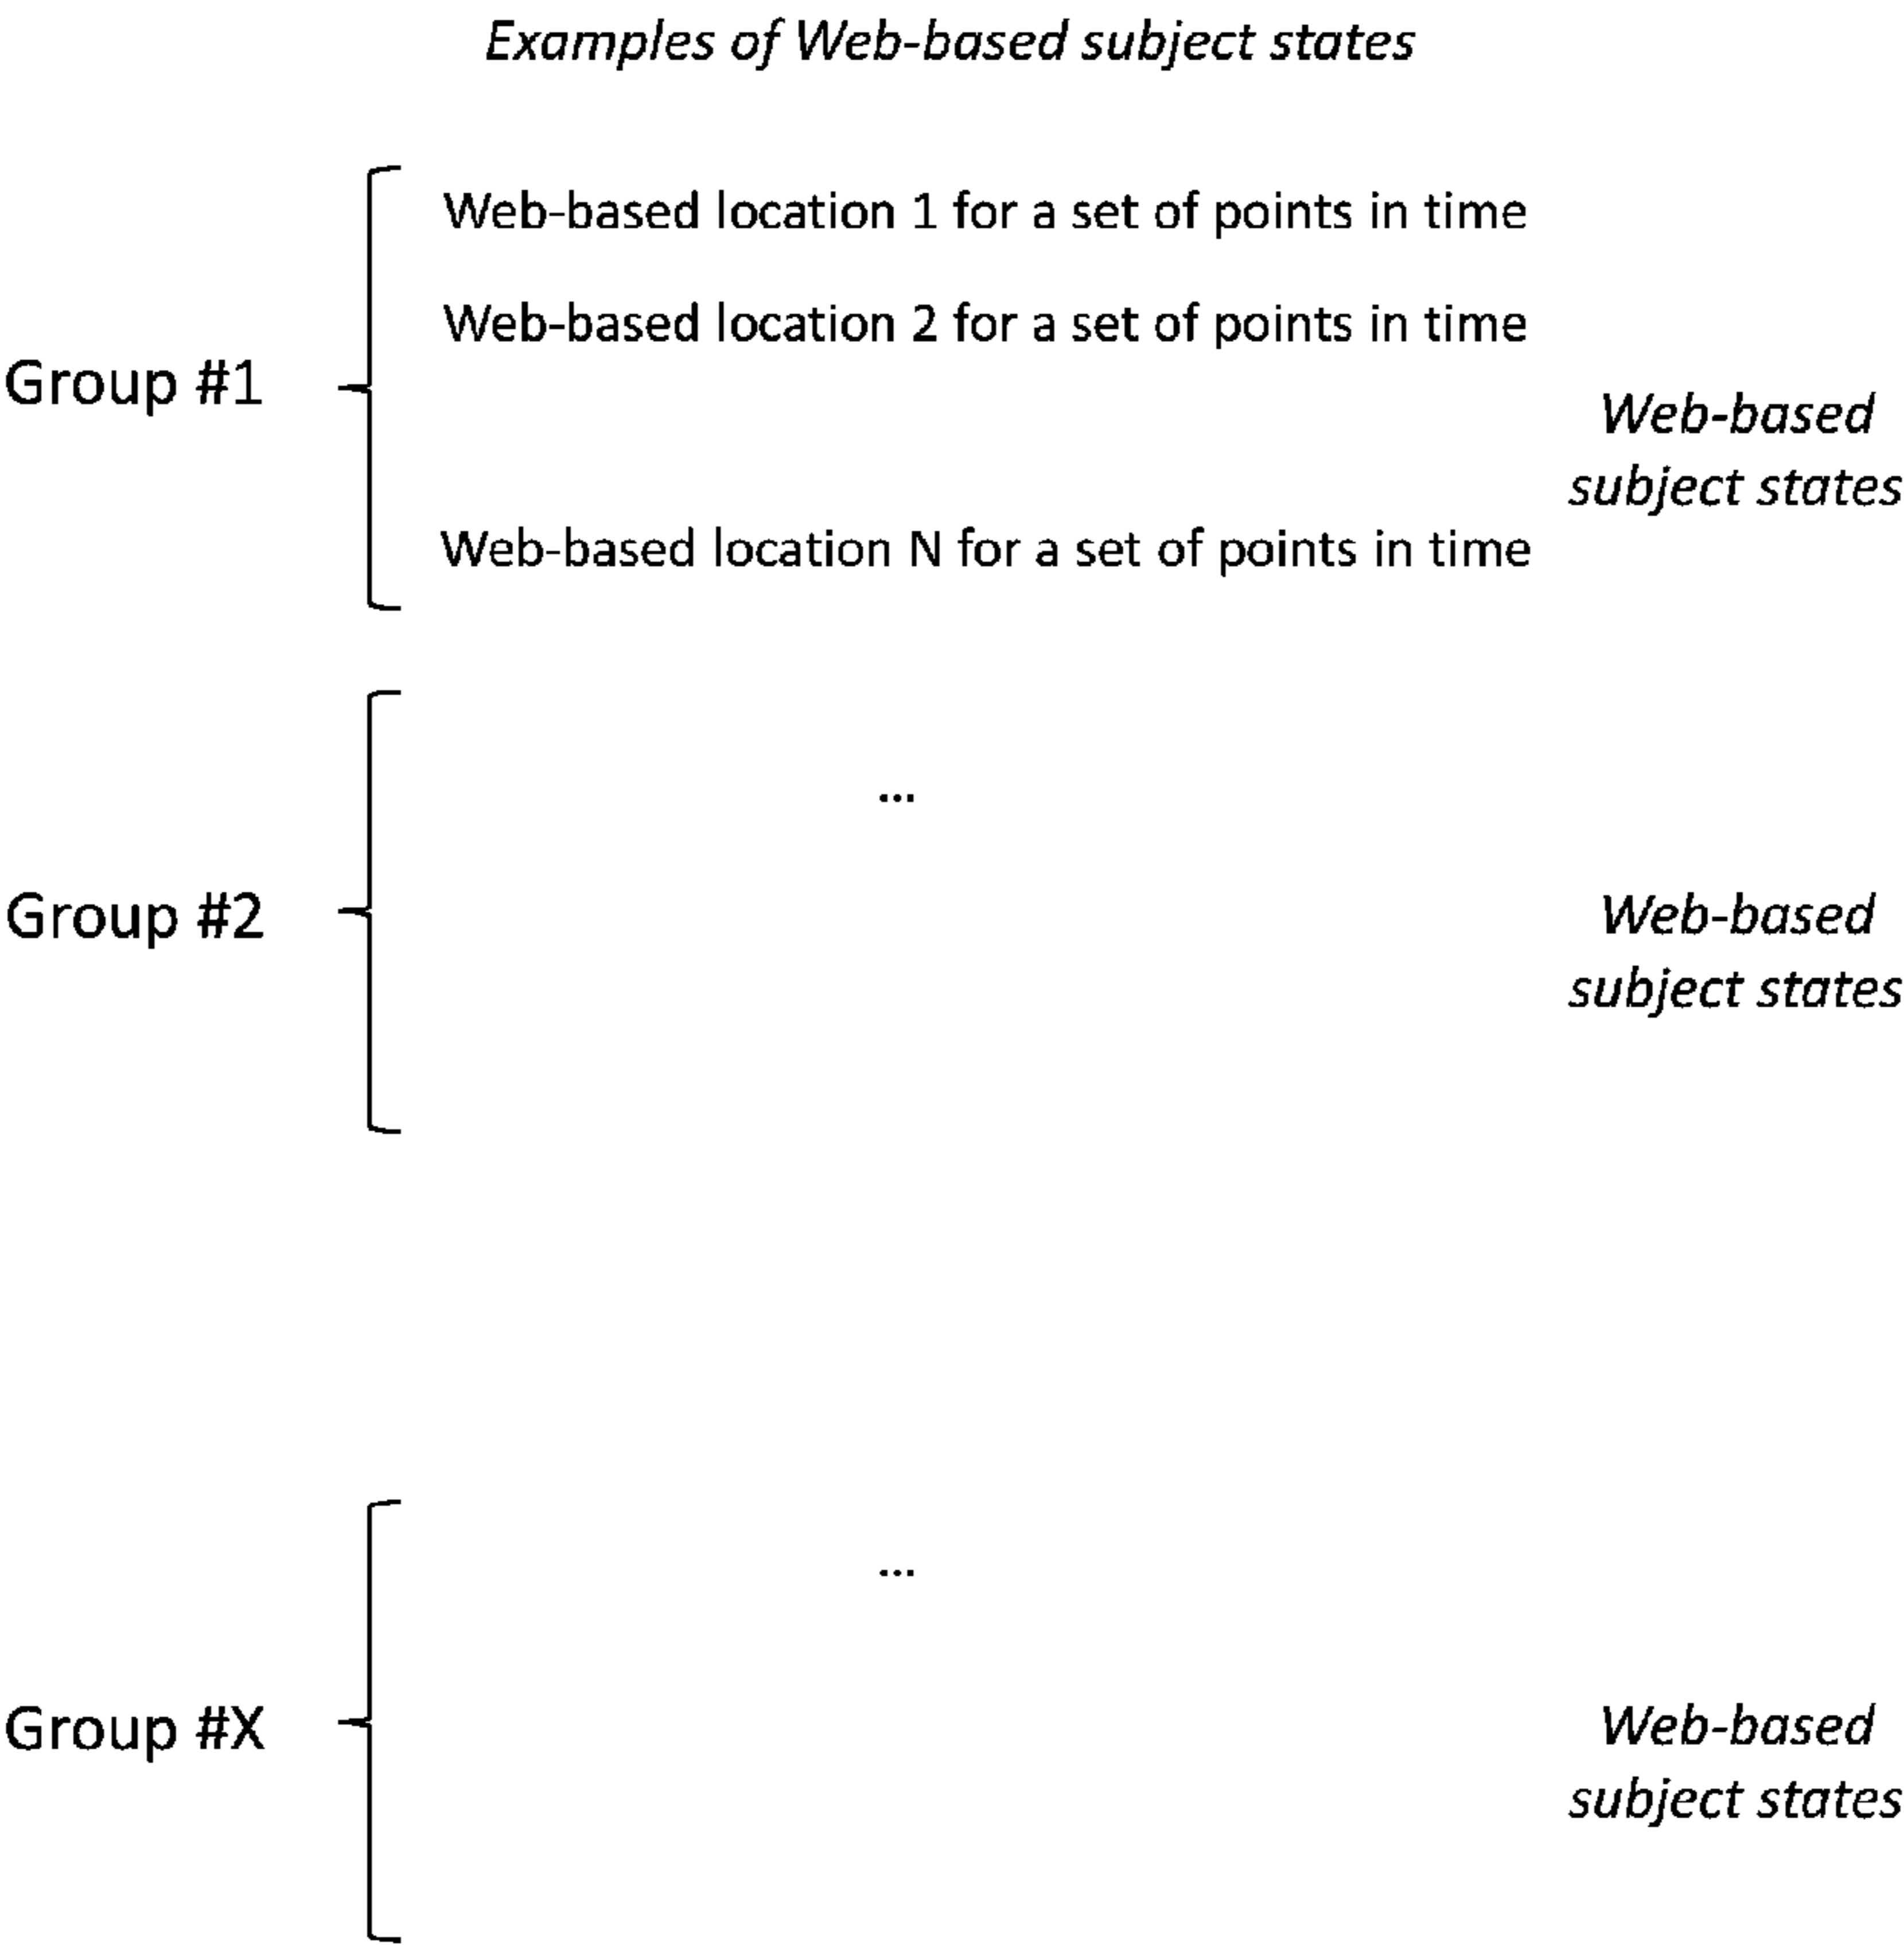 Examples of Web-based subject states
Web-based location 1 for a set of points in time
Web-based location 2 for a set of points in time
Group #1
Web-based
subject states
Web-based location N for a set of points in time
...
Group #2
Web-based
subject states
...
Group #X
Web-based
subject states